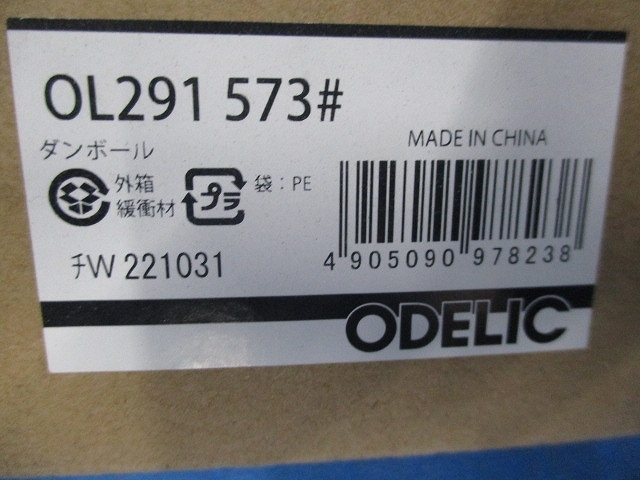 OL291 573#
MADE IN CHINA
ダンボール
外箱
緩衝材
プラ
袋：PE
4 905090 978238
チW 221031
ODELIC